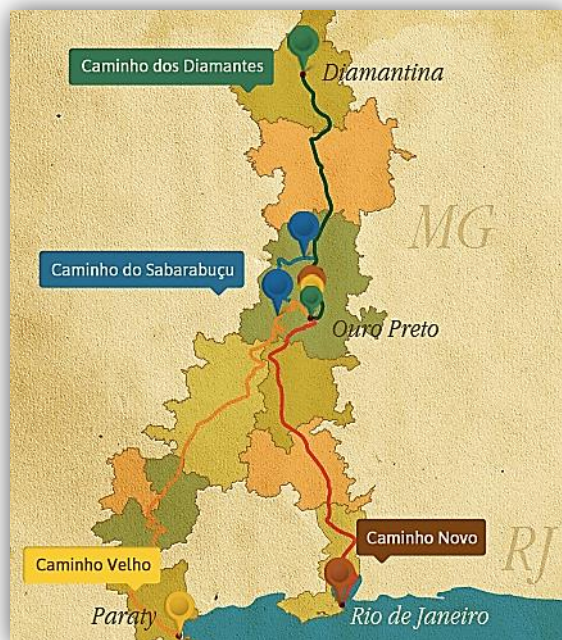 Caminho dos Diamantes
Diamantina
MG
Caminho do Sabarabuçu
Ouro Preto
Caminho Novo
RJ
Caminho Velho
Paraty
Rio de Janeiro